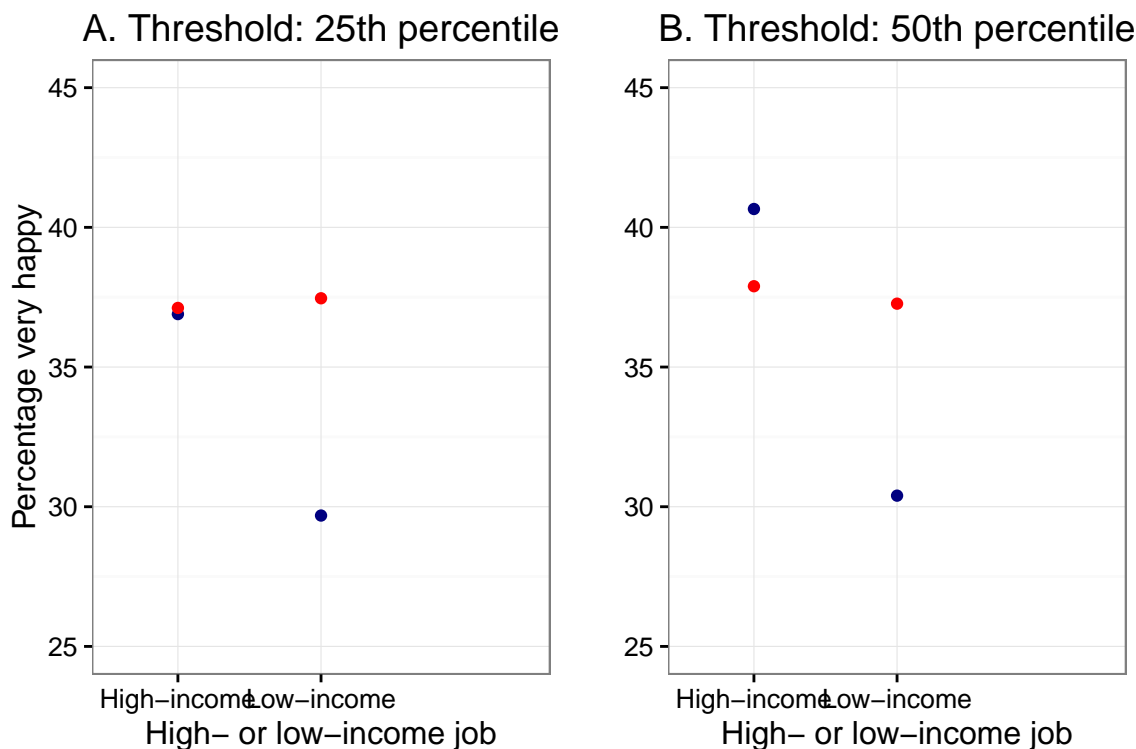 A. Threshold: 25th percentile
Percentage very happy
45
40
35
30
25
High−income
Low−income
High− or low−income job
B. Threshold: 50th percentile
45
40
35
30
25
High−income
Low−income
High− or low−income job